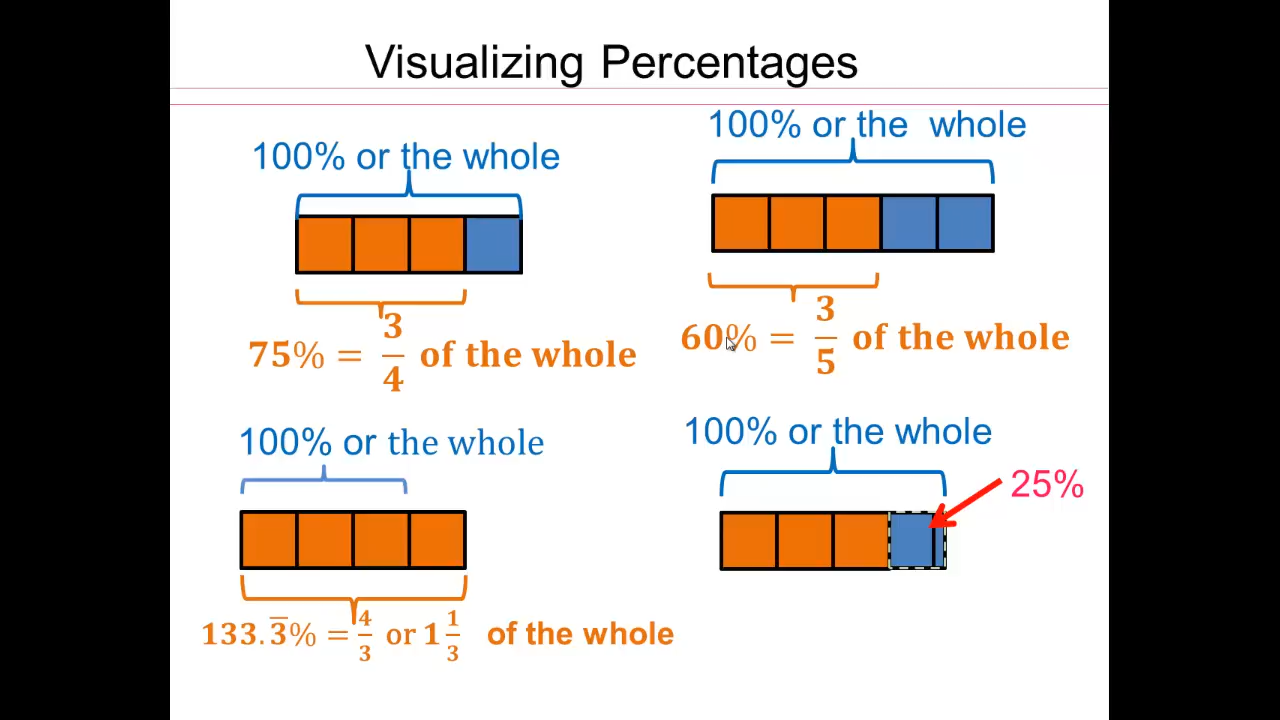 Visualizing Percentages
100% or the whole
75% = 3/4 of the whole
100% or the whole
60% = 3/5 of the whole
100% or the whole
133.3̅% = 4/3 or 1 1/3 of the whole
100% or the whole
25%